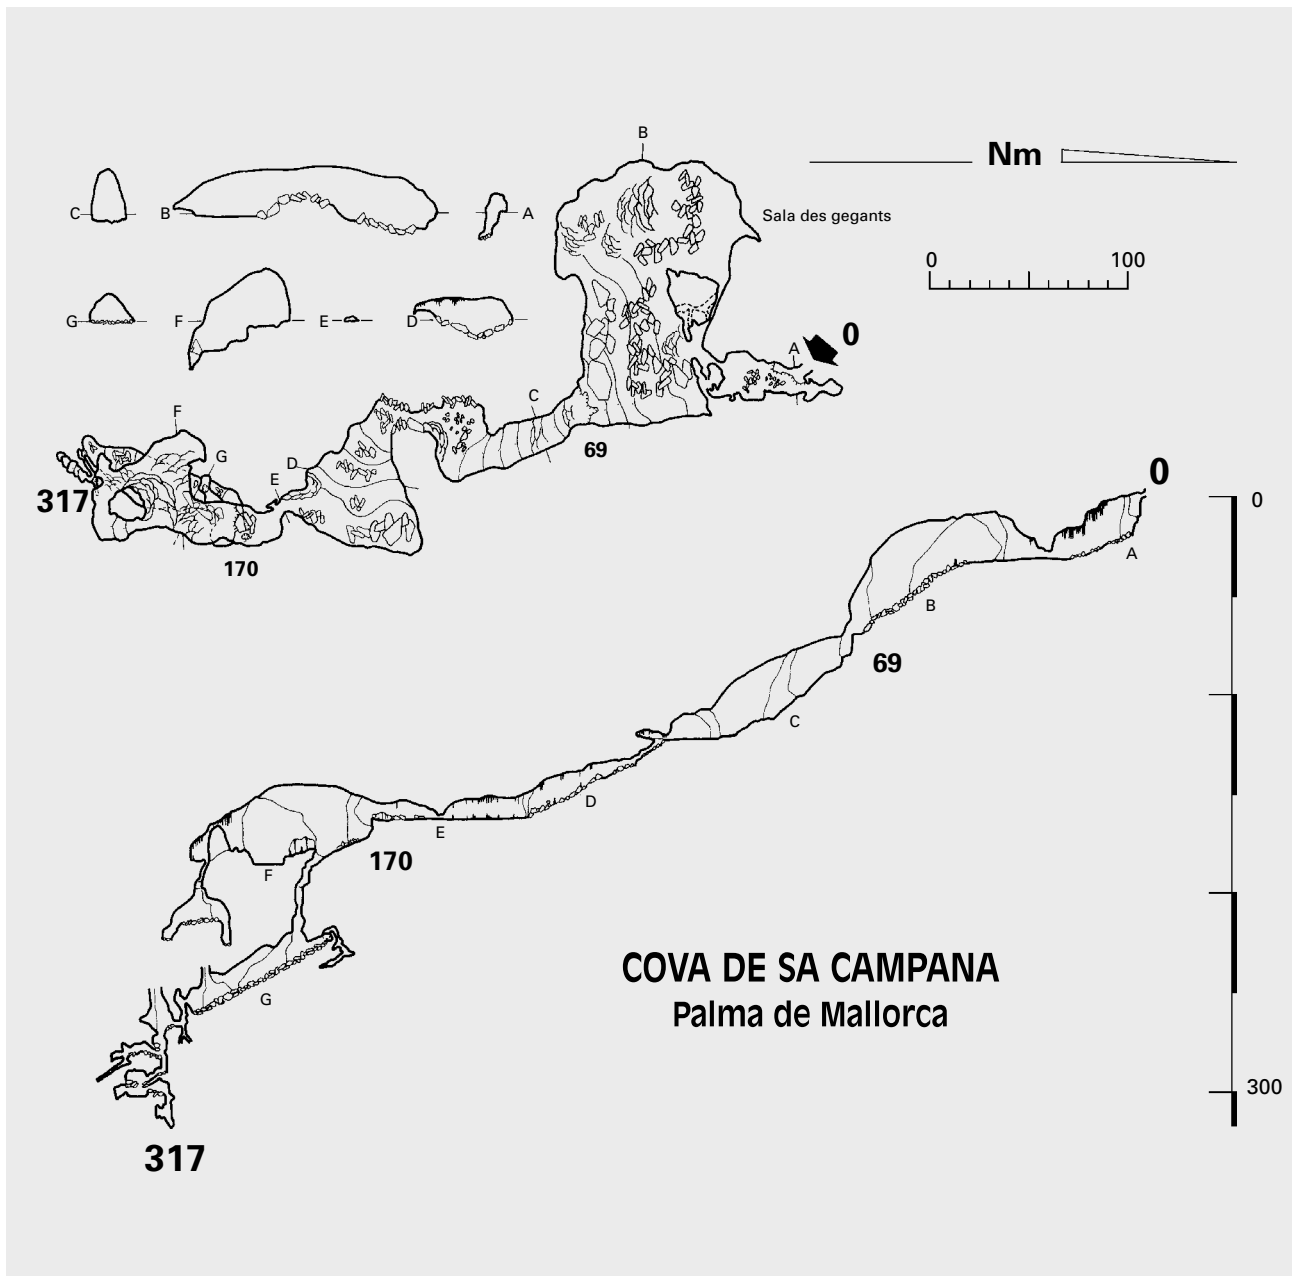 B
Nm
C
B
A
Sala des gegants
0 100
G
F
E
D
A
0
C
F
69
G
D
E
317
170
0
0
A
B
69
C
D
E
170
F
COVA DE SA CAMPANA
Palma de Mallorca
G
300
317